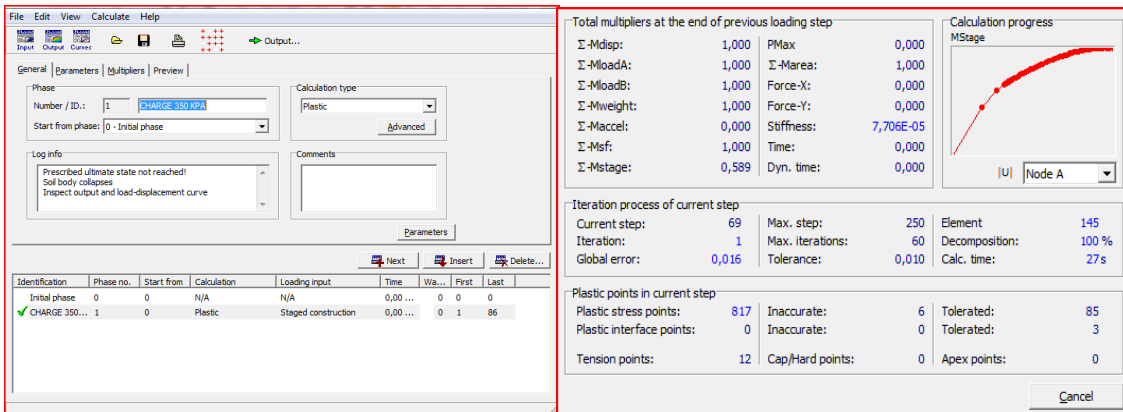 File Edit View Calculate Help
Input Output Curves Output...
General Parameters Multipliers Preview
Phase
Number / ID.: 1 CHARGE 350 KPA
Start from phase: 0 - Initial phase
Calculation type
Plastic
Advanced
Log info
Prescribed ultimate state not reached!
Soil body collapses
Inspect output and load-displacement curve
Comments
Parameters
Next Insert Delete...
Identification Phase no. Start from Calculation Loading input Time Wa... First Last
Initial phase 0 0 N/A N/A 0,00 ... 0 0 0
CHARGE 350... 1 0 Plastic Staged construction 0,00 ... 0 1 86
Total multipliers at the end of previous loading step
Σ-Mdisp: 1,000 PMax 0,000
Σ-MloadA: 1,000 Σ-Marea: 1,000
Σ-MloadB: 1,000 Force-X: 0,000
Σ-Mweight: 1,000 Force-Y: 0,000
Σ-Maccel: 0,000 Stiffness: 7,706E-05
Σ-Msf: 1,000 Time: 0,000
Σ-Mstage: 0,589 Dyn. time: 0,000
Calculation progress
MStage
|U| Node A
Iteration process of current step
Current step: 69 Max. step: 250 Element 145
Iteration: 1 Max. iterations: 60 Decomposition: 100 %
Global error: 0,016 Tolerance: 0,010 Calc. time: 27 s
Plastic points in current step
Plastic stress points: 817 Inaccurate: 6 Tolerated: 85
Plastic interface points: 0 Inaccurate: 0 Tolerated: 3
Tension points: 12 Cap/Hard points: 0 Apex points: 0
Cancel